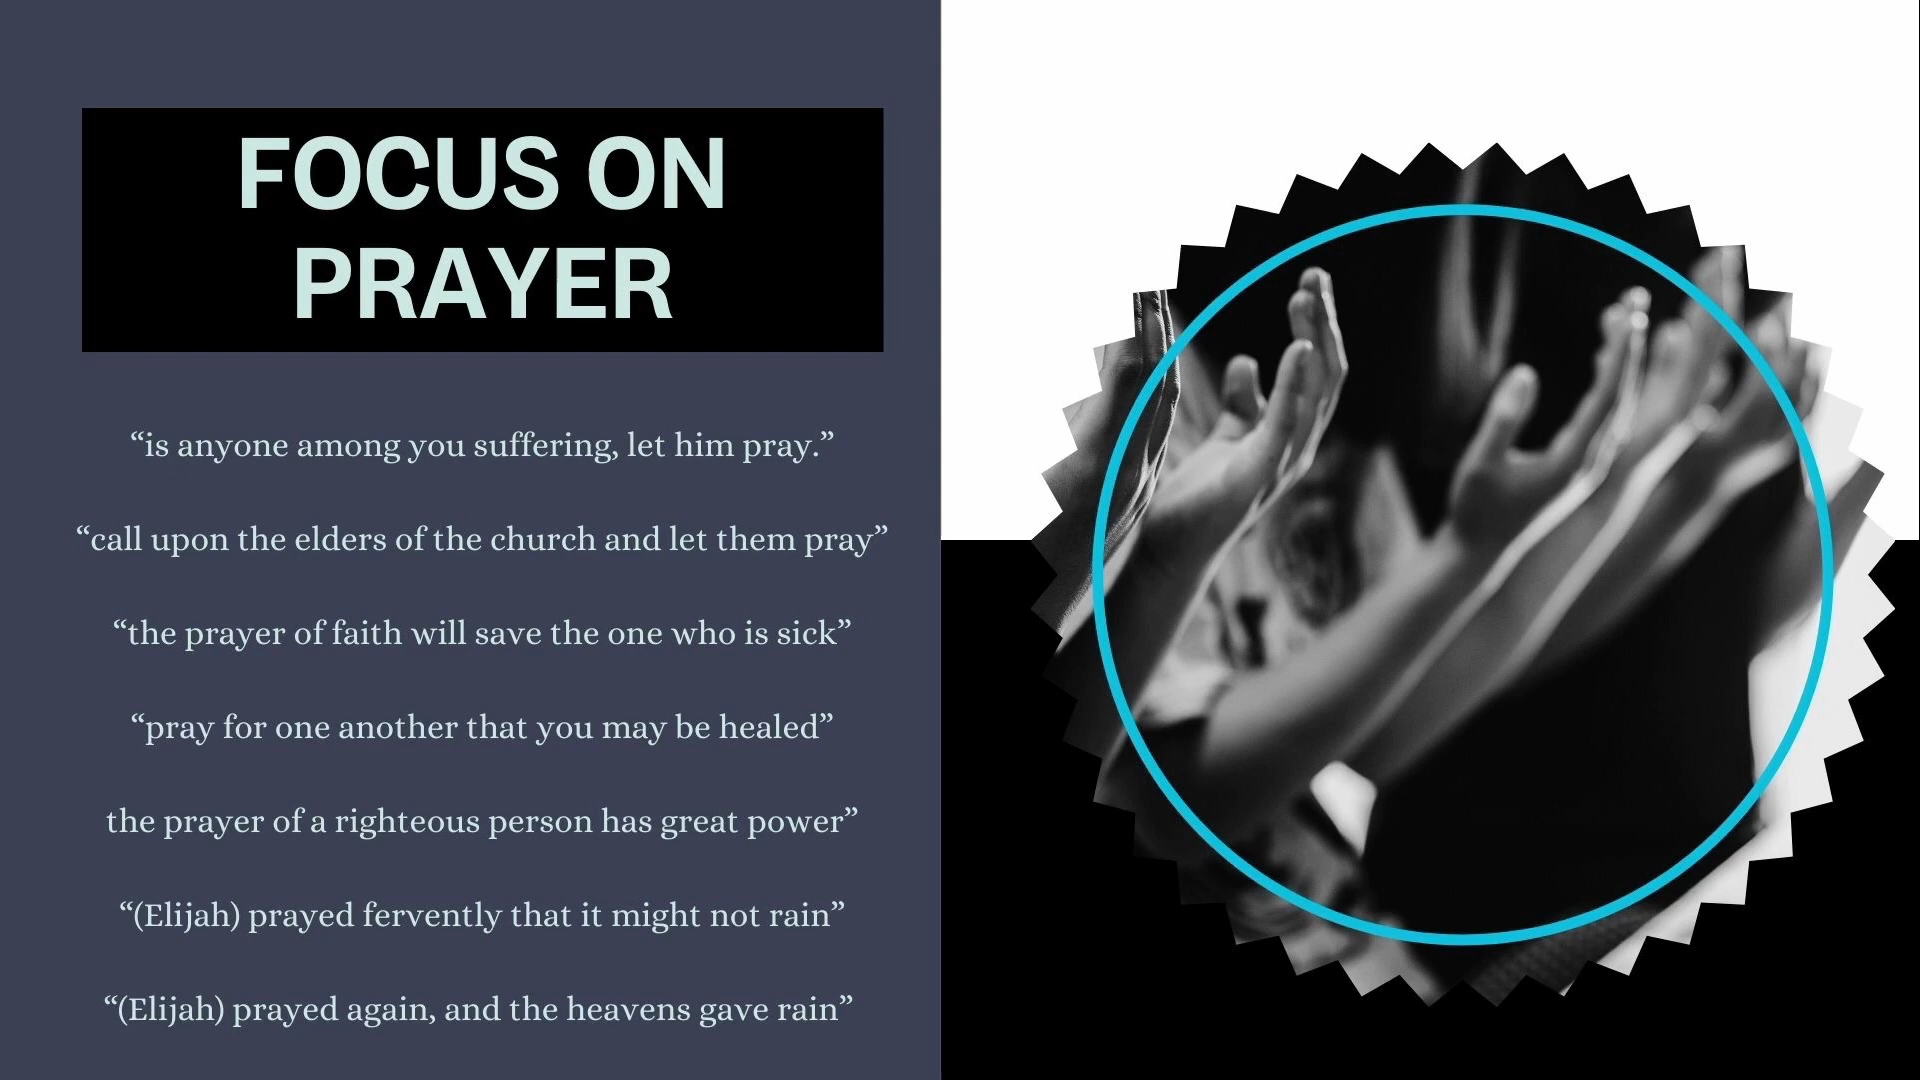 FOCUS ON
PRAYER
“is anyone among you suffering, let him pray.”
“call upon the elders of the church and let them pray”
“the prayer of faith will save the one who is sick”
“pray for one another that you may be healed”
the prayer of a righteous person has great power”
“(Elijah) prayed fervently that it might not rain”
“(Elijah) prayed again, and the heavens gave rain”